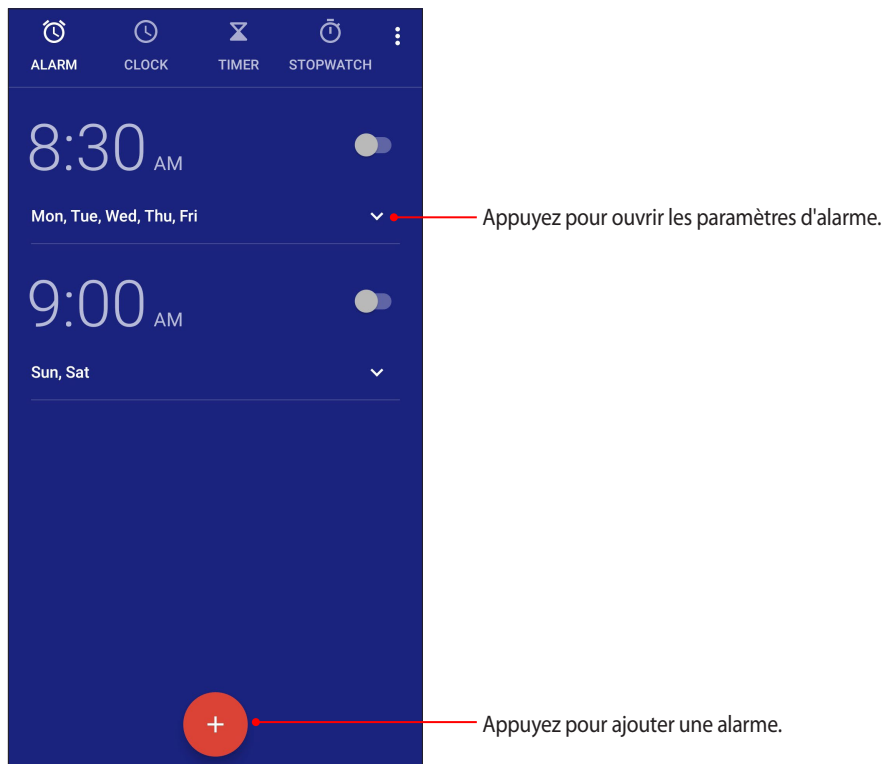 ALARM CLOCK TIMER STOPWATCH
8:30 AM
Mon, Tue, Wed, Thu, Fri
Appuyez pour ouvrir les paramètres d'alarme.
9:00 AM
Sun, Sat
Appuyez pour ajouter une alarme.